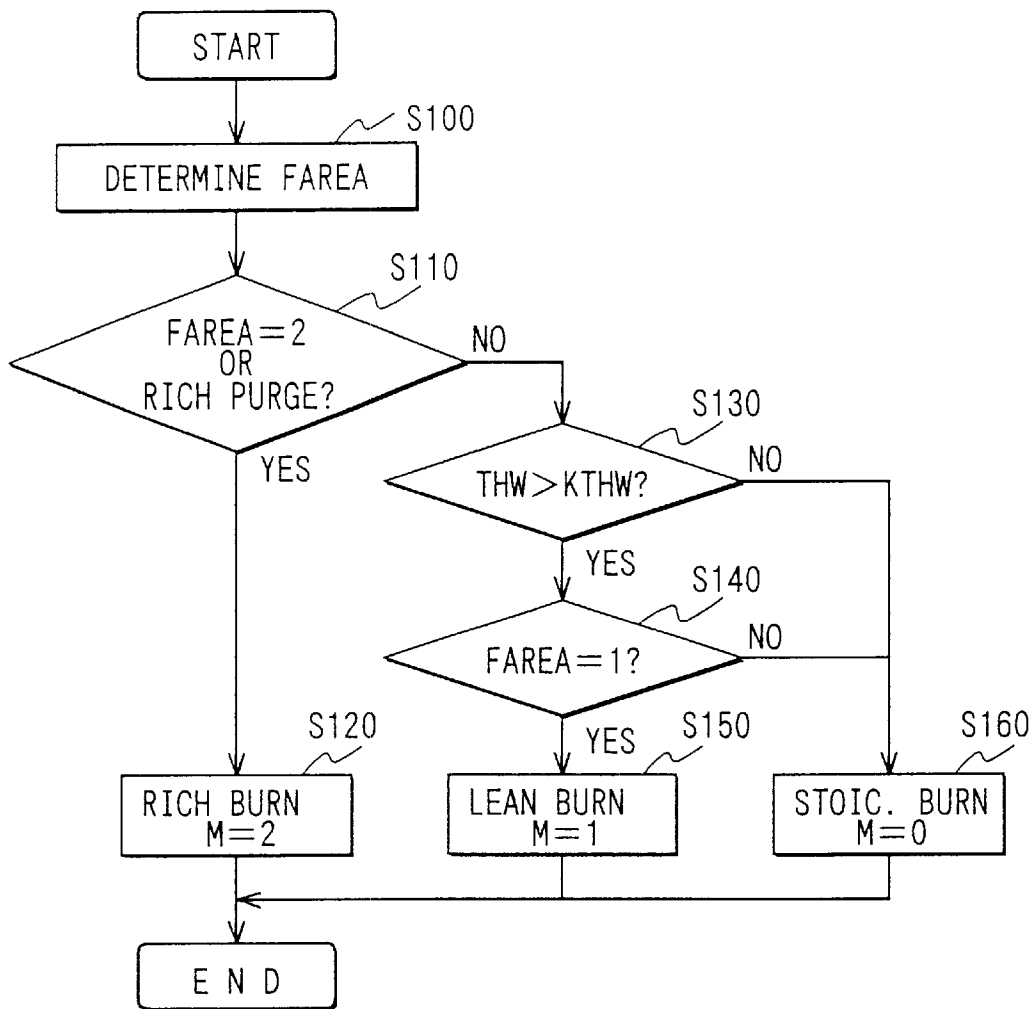 START
S100
DETERMINE FAREA
S110
FAREA=2
OR
RICH PURGE?
NO
YES
S130
THW>KTHW?
NO
YES
S140
FAREA=1?
NO
YES
S120
RICH BURN
M=2
S150
LEAN BURN
M=1
S160
STOIC. BURN
M=0
E N D